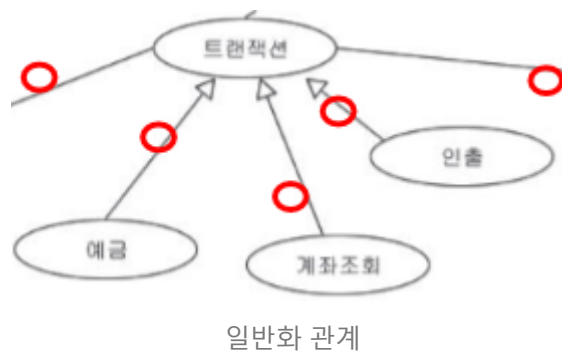 트랜잭션
인출
예금
계좌조회
일반화 관계